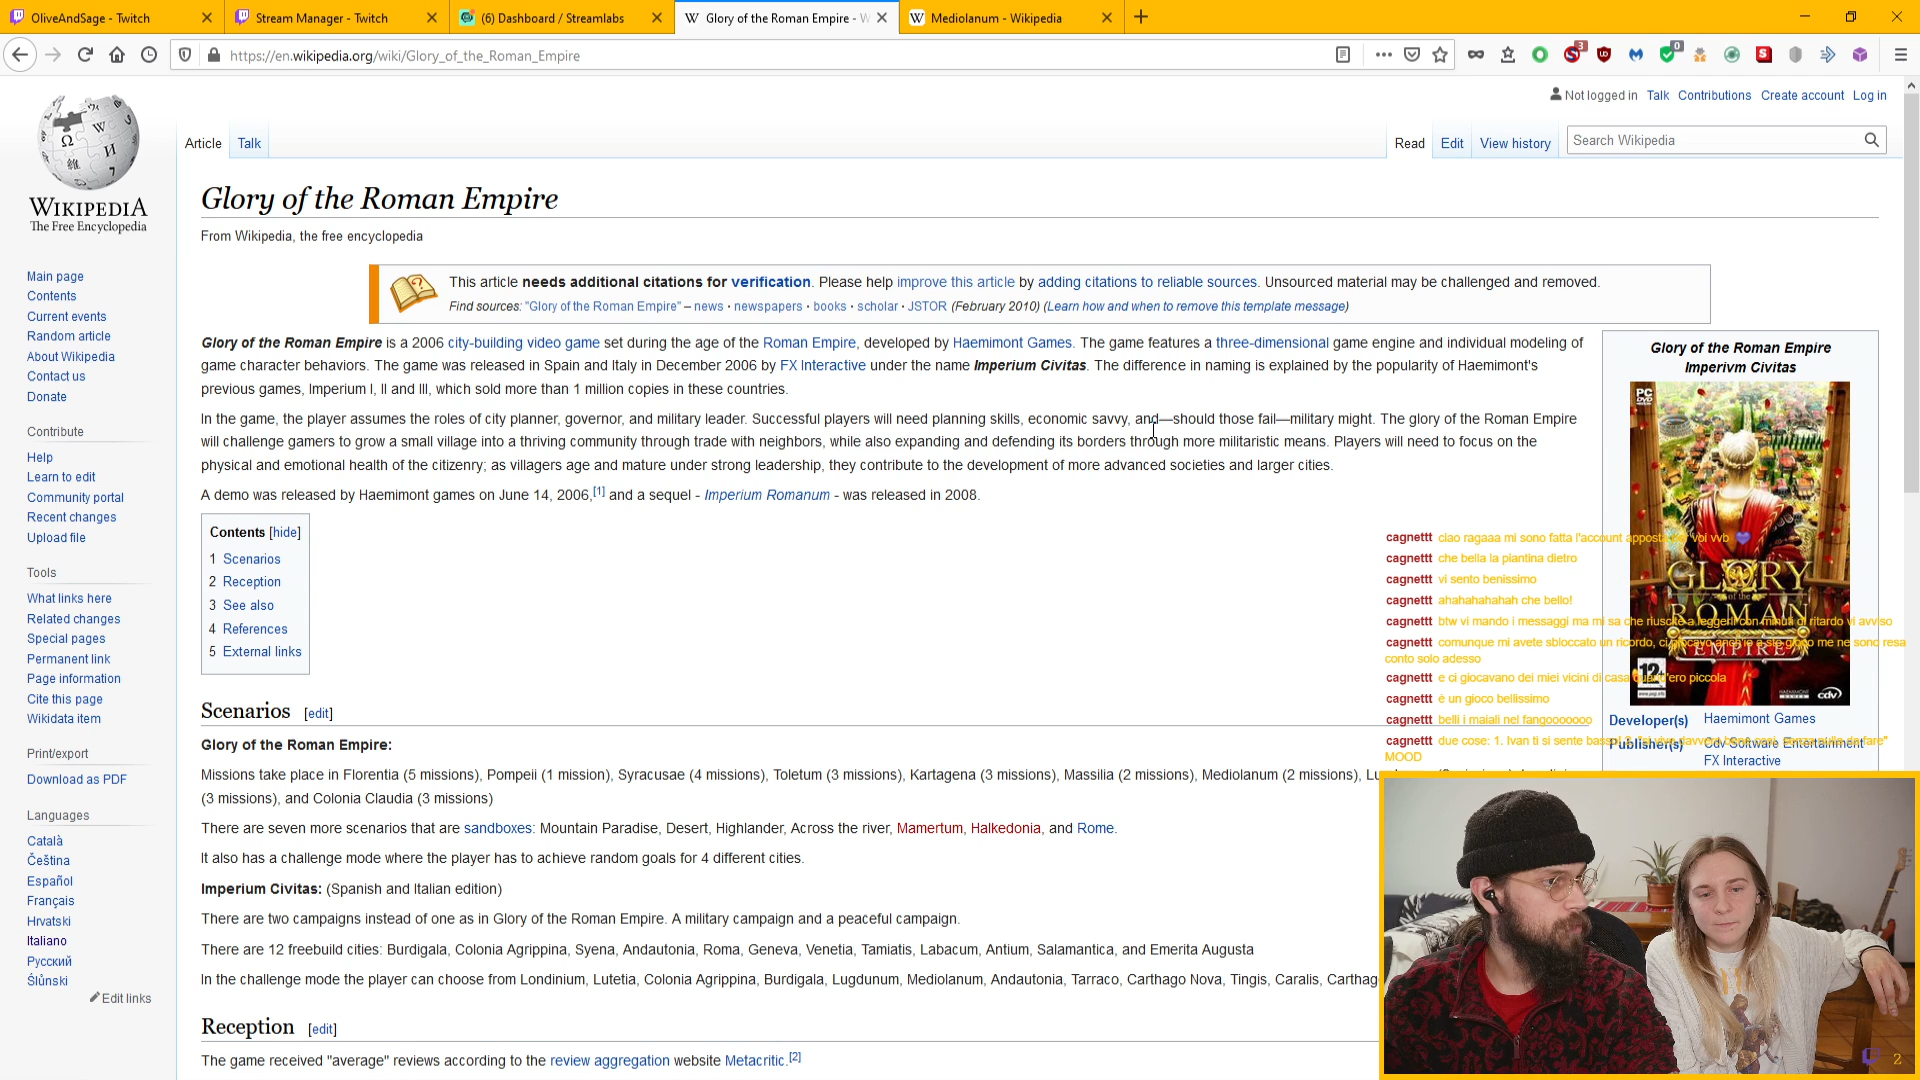 OliveAndSage - Twitch
Stream Manager - Twitch
(6) Dashboard / Streamlabs
Glory of the Roman Empire - W
Mediolanum - Wikipedia
https://en.wikipedia.org/wiki/Glory_of_the_Roman_Empire
3
0
Not logged in Talk Contributions Create account Log in
Article Talk
Read Edit View history
Search Wikipedia
WIKIPEDIA
The Free Encyclopedia
Main page
Contents
Current events
Random article
About Wikipedia
Contact us
Donate
Contribute
Help
Learn to edit
Community portal
Recent changes
Upload file
Tools
What links here
Related changes
Special pages
Permanent link
Page information
Cite this page
Wikidata item
Print/export
Download as PDF
Languages
Català
Čeština
Español
Français
Hrvatski
Italiano
Русский
Ślůnski
Edit links
Glory of the Roman Empire
From Wikipedia, the free encyclopedia
This article needs additional citations for verification. Please help improve this article by adding citations to reliable sources. Unsourced material may be challenged and removed.
Find sources: "Glory of the Roman Empire" – news · newspapers · books · scholar · JSTOR (February 2010) (Learn how and when to remove this template message)
Glory of the Roman Empire is a 2006 city-building video game set during the age of the Roman Empire, developed by Haemimont Games. The game features a three-dimensional game engine and individual modeling of
game character behaviors. The game was released in Spain and Italy in December 2006 by FX Interactive under the name Imperium Civitas. The difference in naming is explained by the popularity of Haemimont's
previous games, Imperium I, II and III, which sold more than 1 million copies in these countries.
In the game, the player assumes the roles of city planner, governor, and military leader. Successful players will need planning skills, economic savvy, and—should those fail—military might. The glory of the Roman Empire
will challenge gamers to grow a small village into a thriving community through trade with neighbors, while also expanding and defending its borders through more militaristic means. Players will need to focus on the
physical and emotional health of the citizenry; as villagers age and mature under strong leadership, they contribute to the development of more advanced societies and larger cities.
A demo was released by Haemimont games on June 14, 2006,[1] and a sequel - Imperium Romanum - was released in 2008.
Contents [hide]
1 Scenarios
2 Reception
3 See also
4 References
5 External links
Scenarios [edit]
Glory of the Roman Empire:
Missions take place in Florentia (5 missions), Pompeii (1 mission), Syracusae (4 missions), Toletum (3 missions), Kartagena (3 missions), Massilia (2 missions), Mediolanum (2 missions), Lu
(3 missions), and Colonia Claudia (3 missions)
There are seven more scenarios that are sandboxes: Mountain Paradise, Desert, Highlander, Across the river, Mamertum, Halkedonia, and Rome.
It also has a challenge mode where the player has to achieve random goals for 4 different cities.
Imperium Civitas: (Spanish and Italian edition)
There are two campaigns instead of one as in Glory of the Roman Empire. A military campaign and a peaceful campaign.
There are 12 freebuild cities: Burdigala, Colonia Agrippina, Syena, Andautonia, Roma, Geneva, Venetia, Tamiatis, Labacum, Antium, Salamantica, and Emerita Augusta
In the challenge mode the player can choose from Londinium, Lutetia, Colonia Agrippina, Burdigala, Lugdunum, Mediolanum, Andautonia, Tarraco, Carthago Nova, Tingis, Caralis, Carthag
Reception [edit]
The game received "average" reviews according to the review aggregation website Metacritic.[2]
Glory of the Roman Empire
Imperivm Civitas
PC DVD
GLORY
of the
ROMAN
EMPIRE
12+
cdv
Developer(s) Haemimont Games
Publisher(s) Cdv Software Entertainment
FX Interactive
cagnettt ciao ragaaa mi sono fatta l'account apposta per voi vvb
cagnettt che bella la piantina dietro
cagnettt vi sento benissimo
cagnettt ahahahahahah che bello!
cagnettt btw vi mando i messaggi ma mi sa che riuscite a leggerli con minuti di ritardo vi avviso
cagnettt comunque mi avete sbloccato un ricordo, ci giocavo anch'io a sto gioco me ne sono resa
conto solo adesso
cagnettt e ci giocavano dei miei vicini di casa quand'ero piccola
cagnettt è un gioco bellissimo
cagnettt belli i maiali nel fangooooooo
cagnettt due cose: 1. Ivan ti si sente basso! 2. fare"
MOOD
2